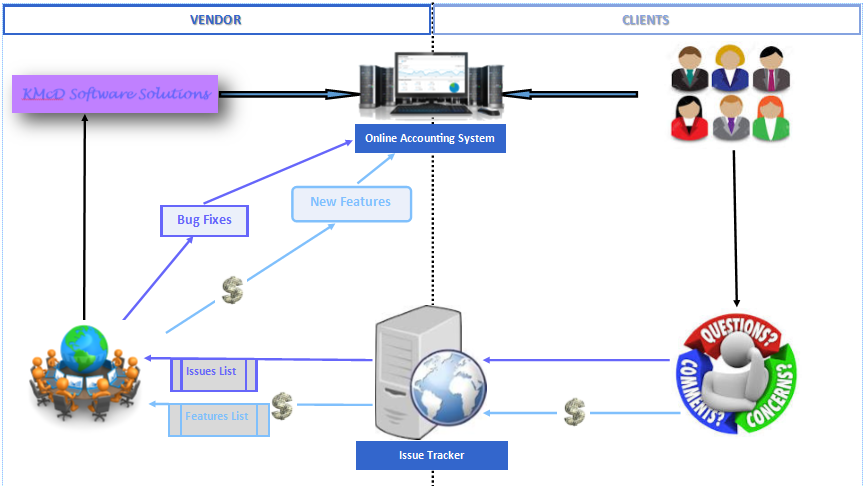 VENDOR
CLIENTS
KMcD Software Solutions
Online Accounting System
Bug Fixes
New Features
$
QUESTIONS?
COMMENTS?
CONCERNS?
Issues List
Features List
$
$
Issue Tracker